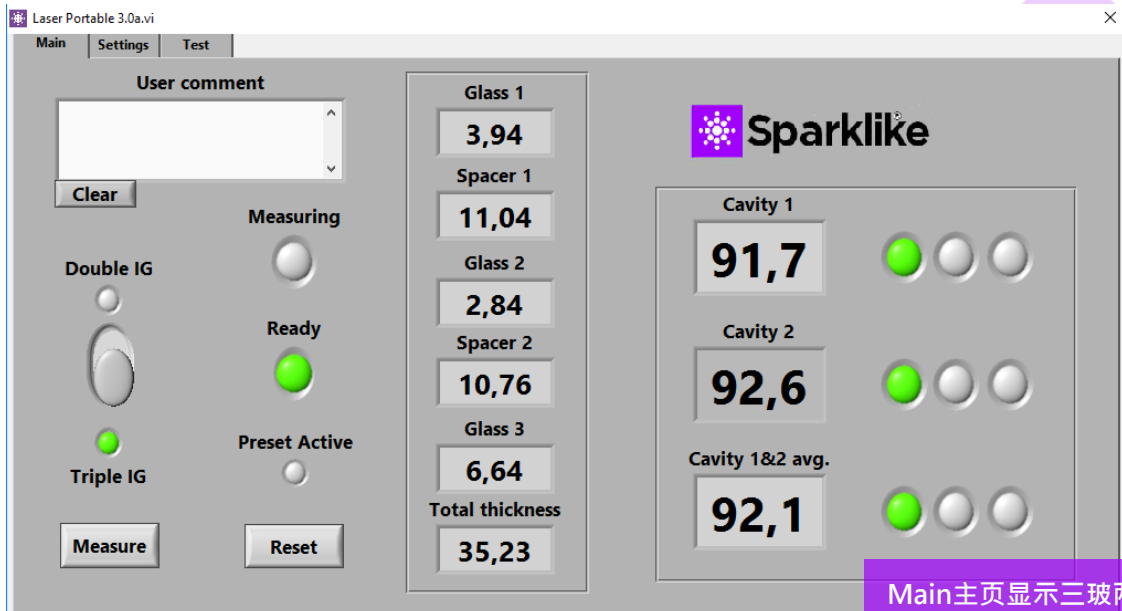 Laser Portable 3.0a.vi
Main
Settings
Test
User comment
Clear
Measuring
Double IG
Ready
Preset Active
Triple IG
Measure
Reset
Glass 1
3,94
Spacer 1
11,04
Glass 2
2,84
Spacer 2
10,76
Glass 3
6,64
Total thickness
35,23
Sparklike
Cavity 1
91,7
Cavity 2
92,6
Cavity 1&2 avg.
92,1
Main主页显示三玻